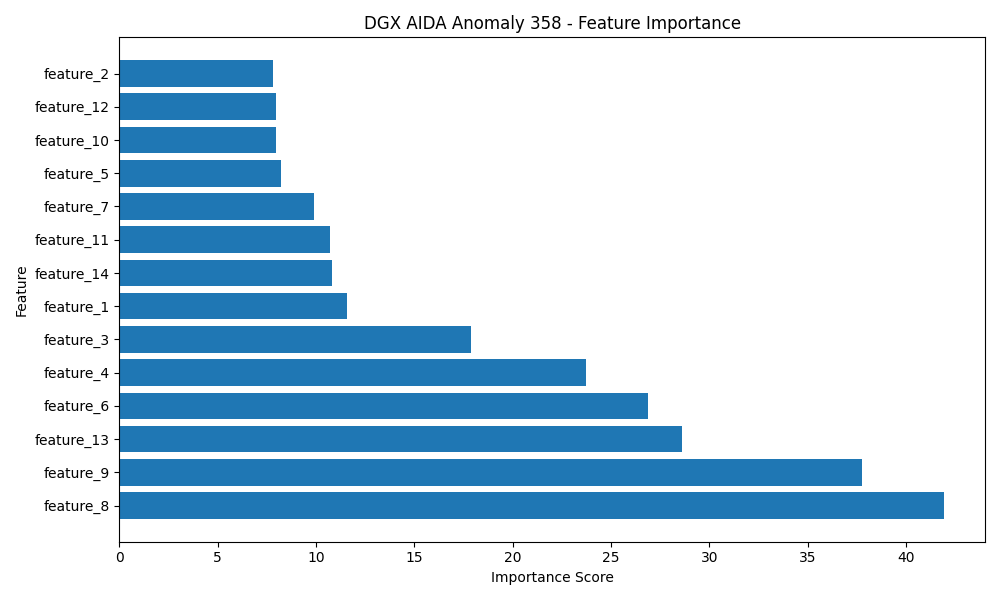 DGX AIDA Anomaly 358 - Feature Importance
feature_2
feature_12
feature_10
feature_5
feature_7
feature_11
feature_14
feature_1
feature_3
feature_4
feature_6
feature_13
feature_9
feature_8
Feature
0 5 10 15 20 25 30 35 40
Importance Score